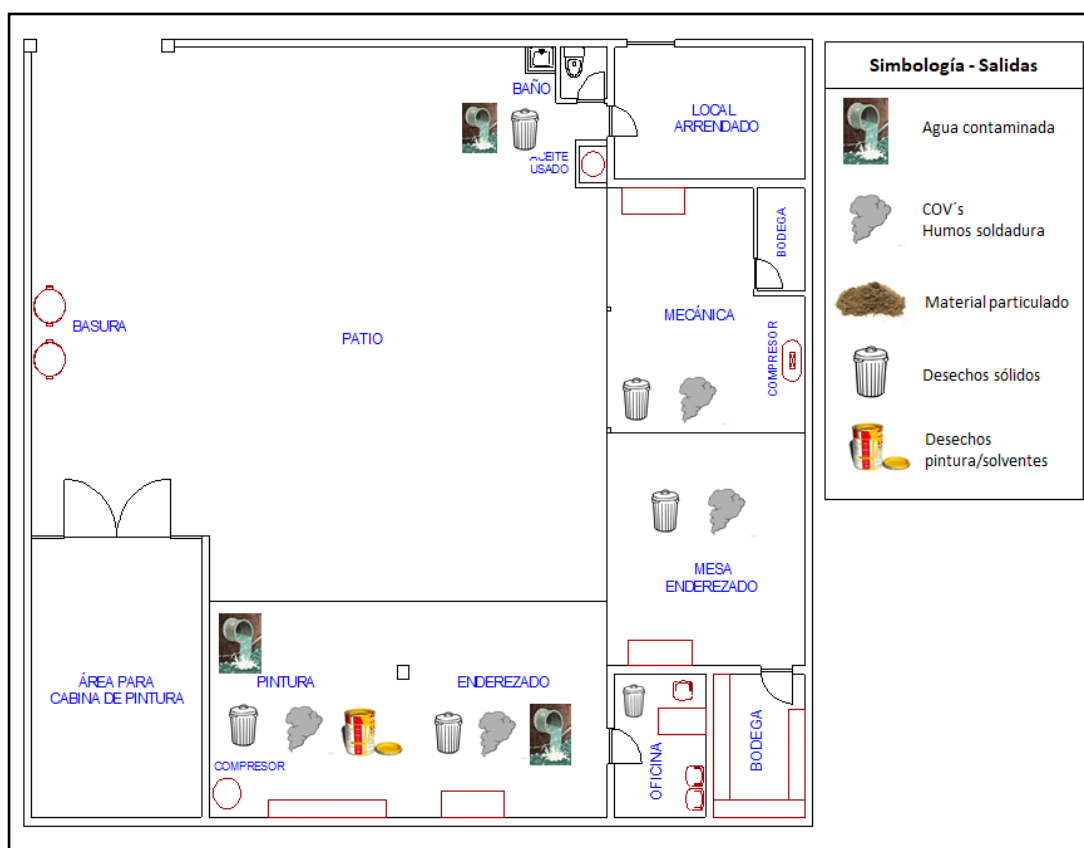 BAÑO
LOCAL
ARRENDADO
ACEITE
USADO
BODEGA
BASURA
PATIO
MECÁNICA
COMPRESOR
MESA
ENDEREZADO
ÁREA PARA
CABINA DE PINTURA
PINTURA
ENDEREZADO
COMPRESOR
OFICINA
BODEGA
Simbología - Salidas
Agua contaminada
COV´s
Humos soldadura
Material particulado
Desechos sólidos
Desechos
pintura/solventes